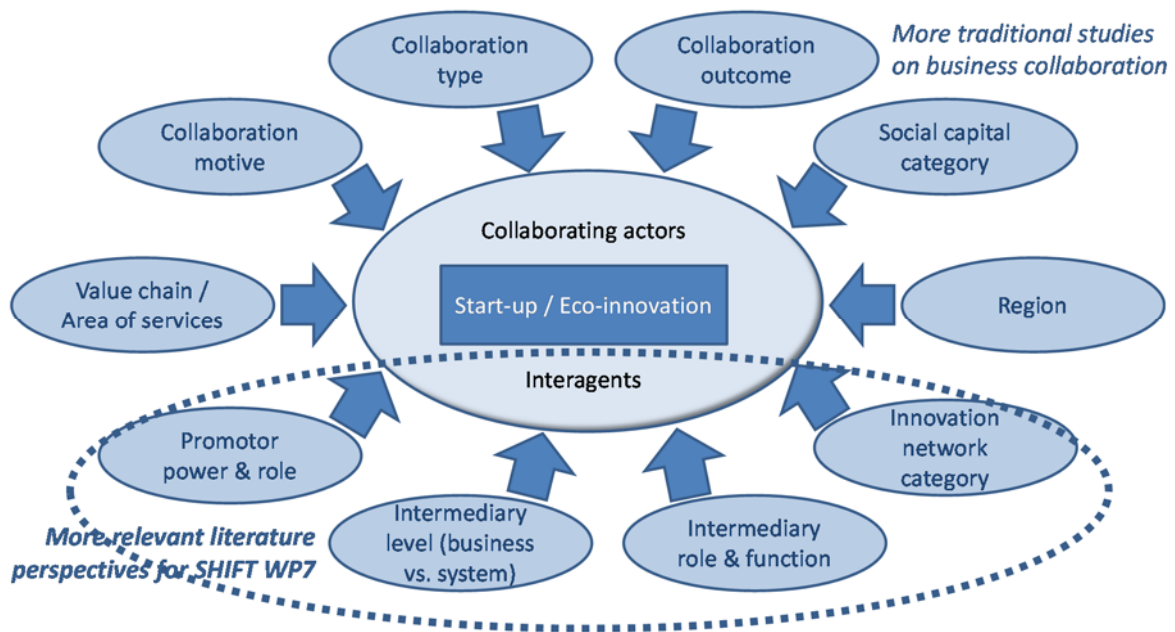 Collaboration
type
Collaboration
outcome
More traditional studies
on business collaboration
Collaboration
motive
Social capital
category
Collaborating actors
Value chain /
Area of services
Start-up / Eco-innovation
Region
Interagents
Promotor
power & role
Innovation
network
category
Intermediary
level (business
vs. system)
Intermediary
role & function
More relevant literature
perspectives for SHIFT WP7